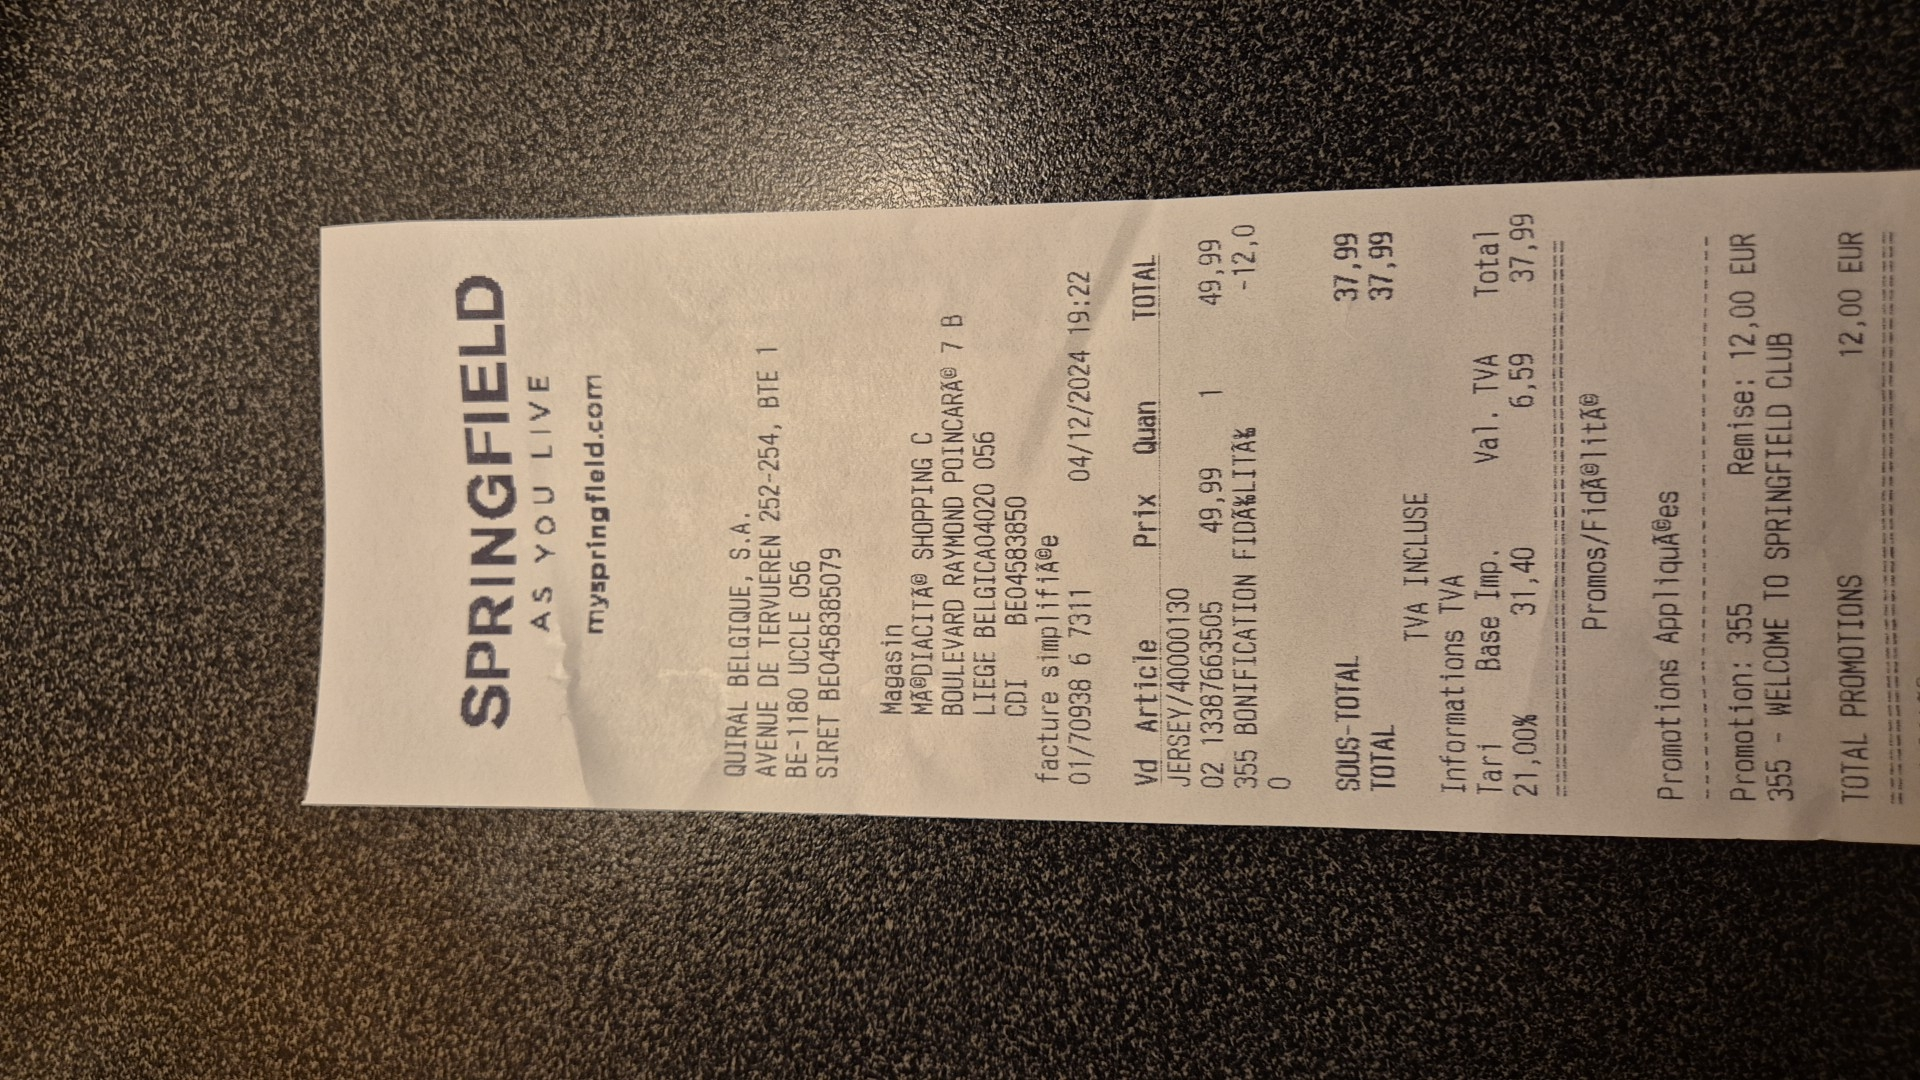 SPRINGFIELD
AS YOU LIVE
myspringfield.com
QUIRAL BELGIQUE, S.A.
AVENUE DE TERVUEREN 252-254, BTE 1
BE-1180 UCCLE 056
SIRET BE0458385079
Magasin
MÃ©DIACITÃ© SHOPPING C
BOULEVARD RAYMOND POINCARÃ© 7 B
LIEGE BELGICA04020 056
CDI BE04583850
facture simplifiÃ©e
01/70938 6 7311 04/12/2024 19:22
Vd Article Prix Quan TOTAL
JERSEY/40000130
02 13387663505 49,99 1 49,99
355 BONIFICATION FIDÃ‰LITÃ‰ -12,0
0
SOUS-TOTAL 37,99
TOTAL 37,99
TVA INCLUSE
Informations TVA
Tari Base Imp. Val. TVA Total
21,00% 31,40 6,59 37,99
Promos/FidÃ©litÃ©
Promotions AppliquÃ©es
Promotion: 355 Remise: 12,00 EUR
355 - WELCOME TO SPRINGFIELD CLUB
TOTAL PROMOTIONS 12,00 EUR